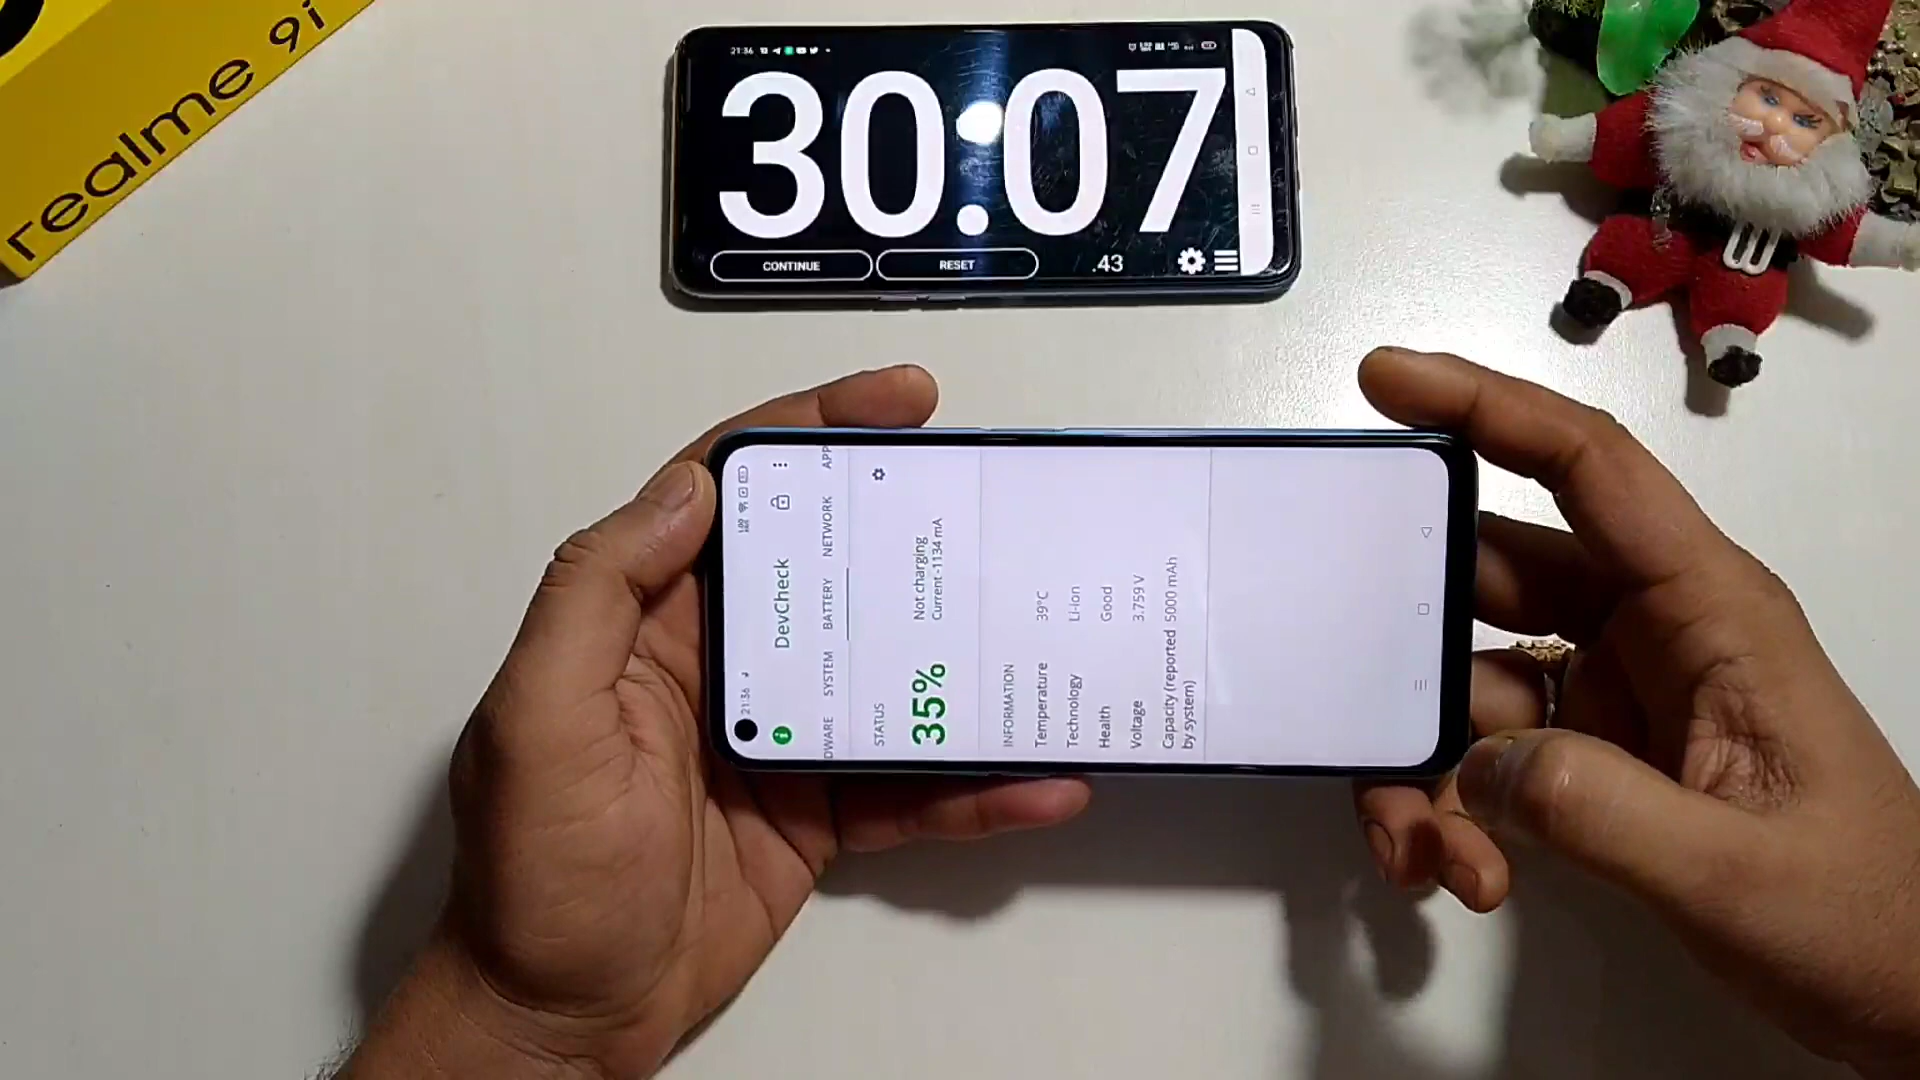 realme 9i
21:36
30.07
CONTINUE
RESET
.43
21:36
DevCheck
DWARE
SYSTEM
BATTERY
NETWORK
APP
STATUS
35%
Not charging
Current -1134 mA
INFORMATION
Temperature 39°C
Technology Li-ion
Health Good
Voltage 3.759 V
Capacity (reported 5000 mAh
by system)